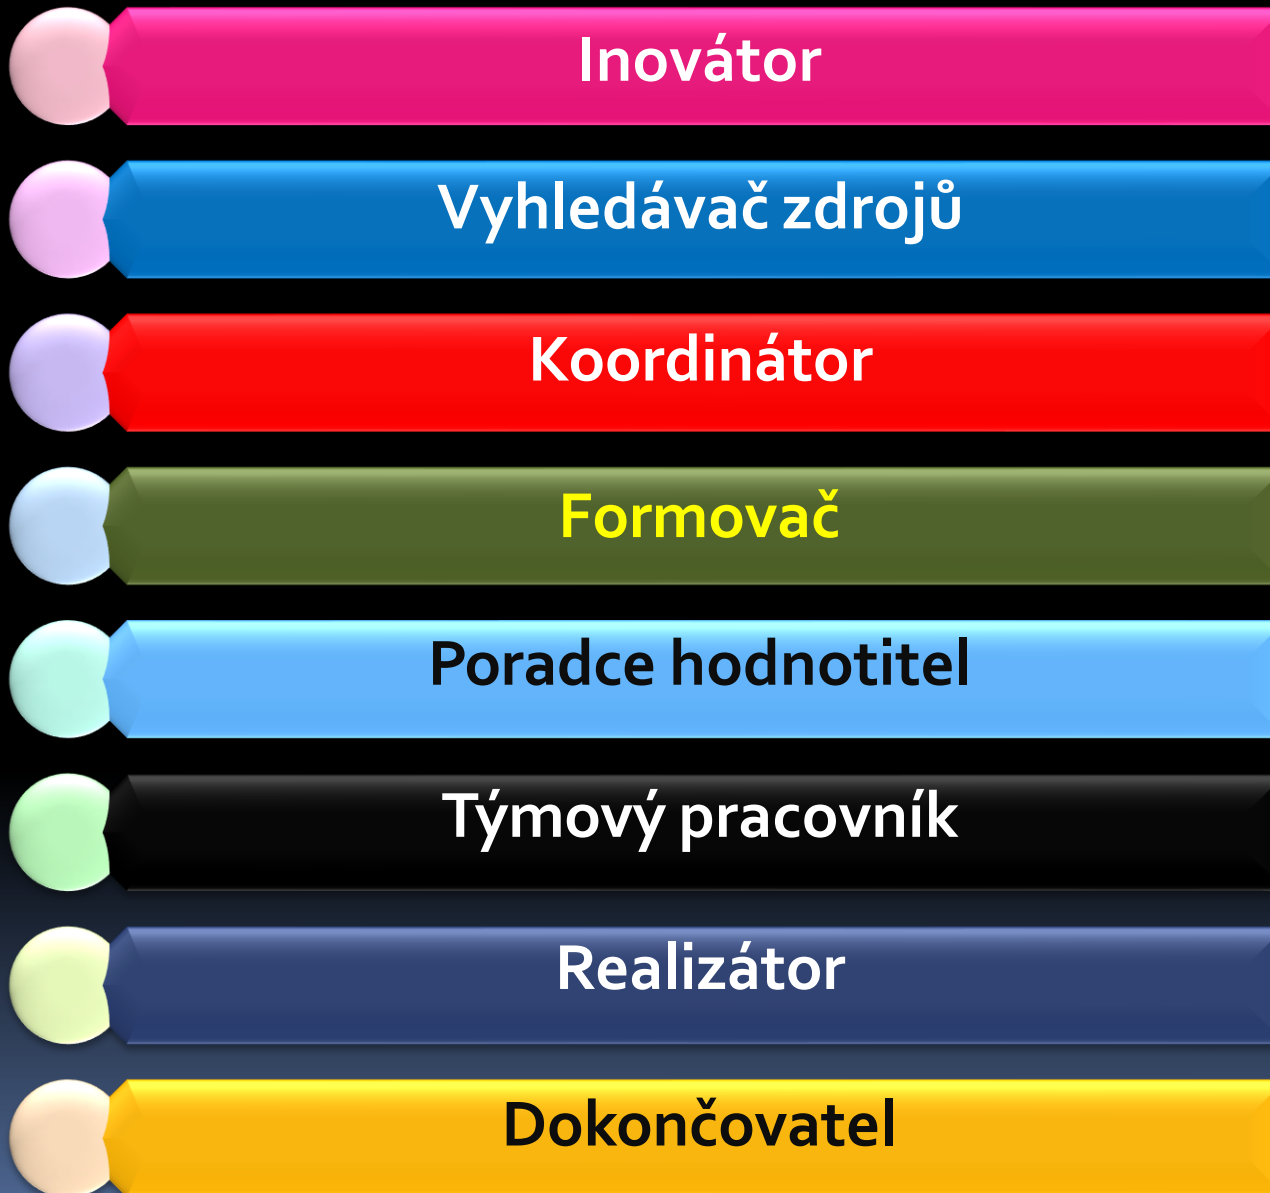 Inovátor
Vyhledávač zdrojů
Koordinátor
Formovač
Poradce hodnotitel
Týmový pracovník
Realizátor
Dokončovatel